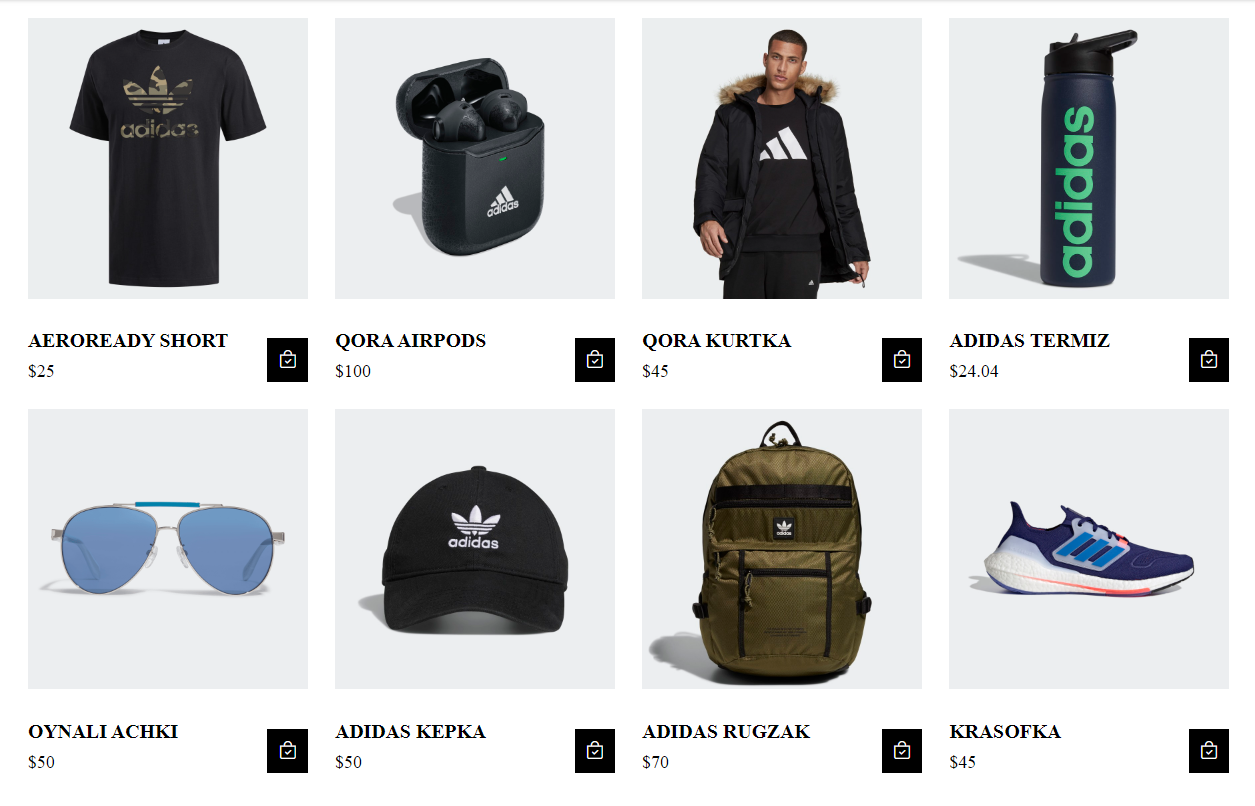 adidas
adidas
adidas
AEROREADY SHORT
$25
QORA AIRPODS
$100
QORA KURTKA
$45
ADIDAS TERMIZ
$24.04
adidas
adidas
OYNALI ACHKI
$50
ADIDAS KEPKA
$50
ADIDAS RUGZAK
$70
KRASOFKA
$45